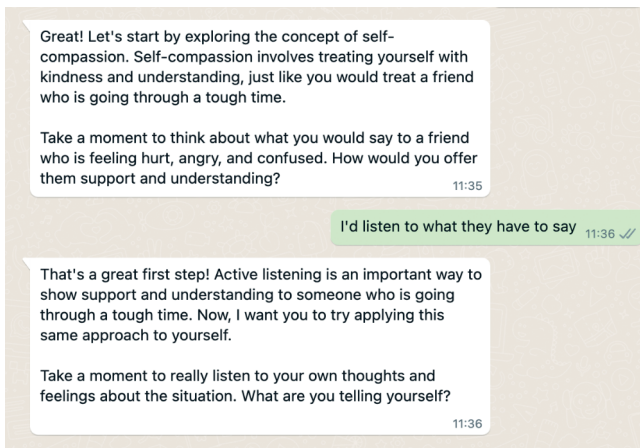 Great! Let's start by exploring the concept of self-
compassion. Self-compassion involves treating yourself with
kindness and understanding, just like you would treat a friend
who is going through a tough time.
Take a moment to think about what you would say to a friend
who is feeling hurt, angry, and confused. How would you offer
them support and understanding?
11:35
I'd listen to what they have to say 11:36
That's a great first step! Active listening is an important way to
show support and understanding to someone who is going
through a tough time. Now, I want you to try applying this
same approach to yourself.
Take a moment to really listen to your own thoughts and
feelings about the situation. What are you telling yourself?
11:36